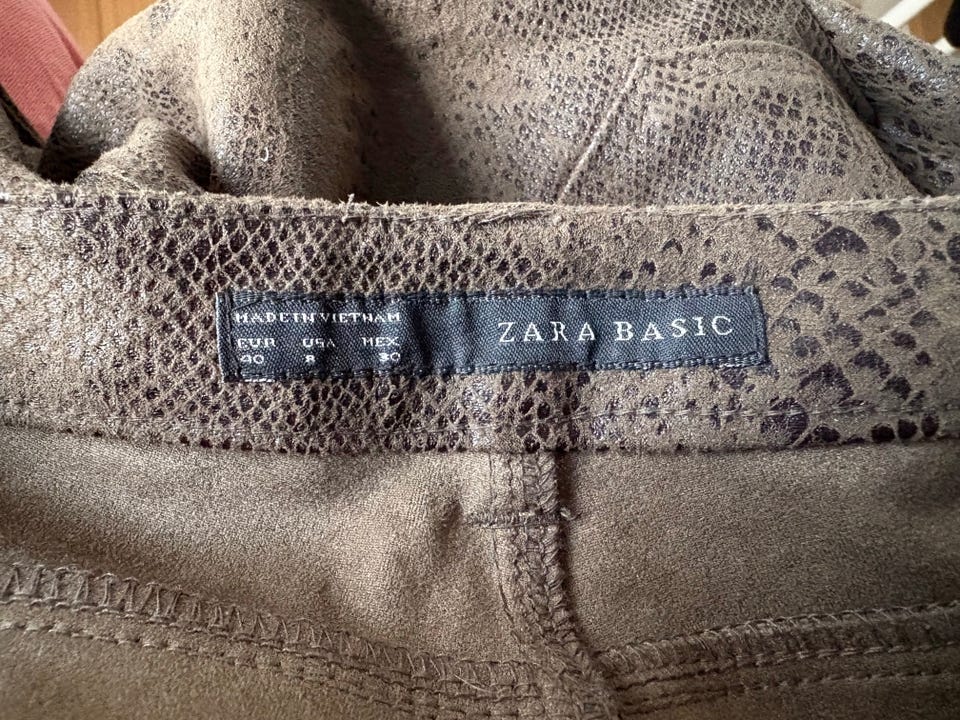 MADE IN VIETNAM
EUR USA MEX
40 8 30
ZARA BASIC